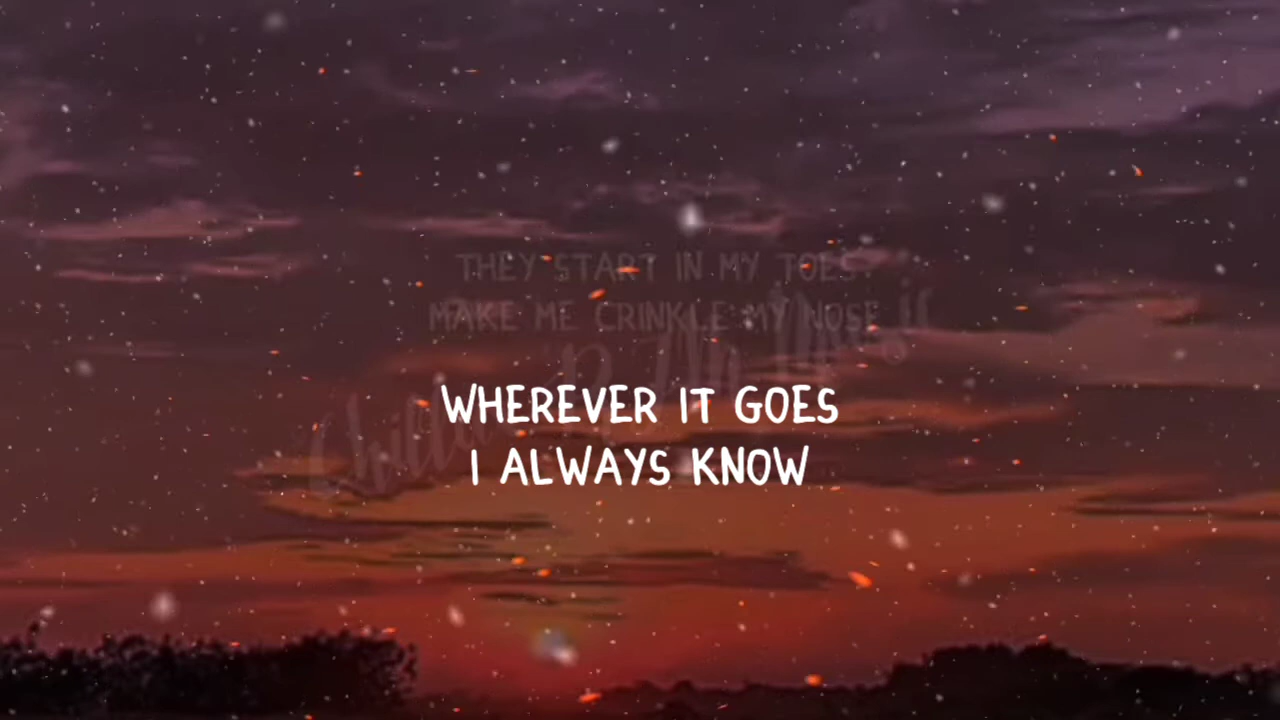 THEY START IN MY TOES
MAKE ME CRINKLE MY NOSE
WHEREVER IT GOES
I ALWAYS KNOW